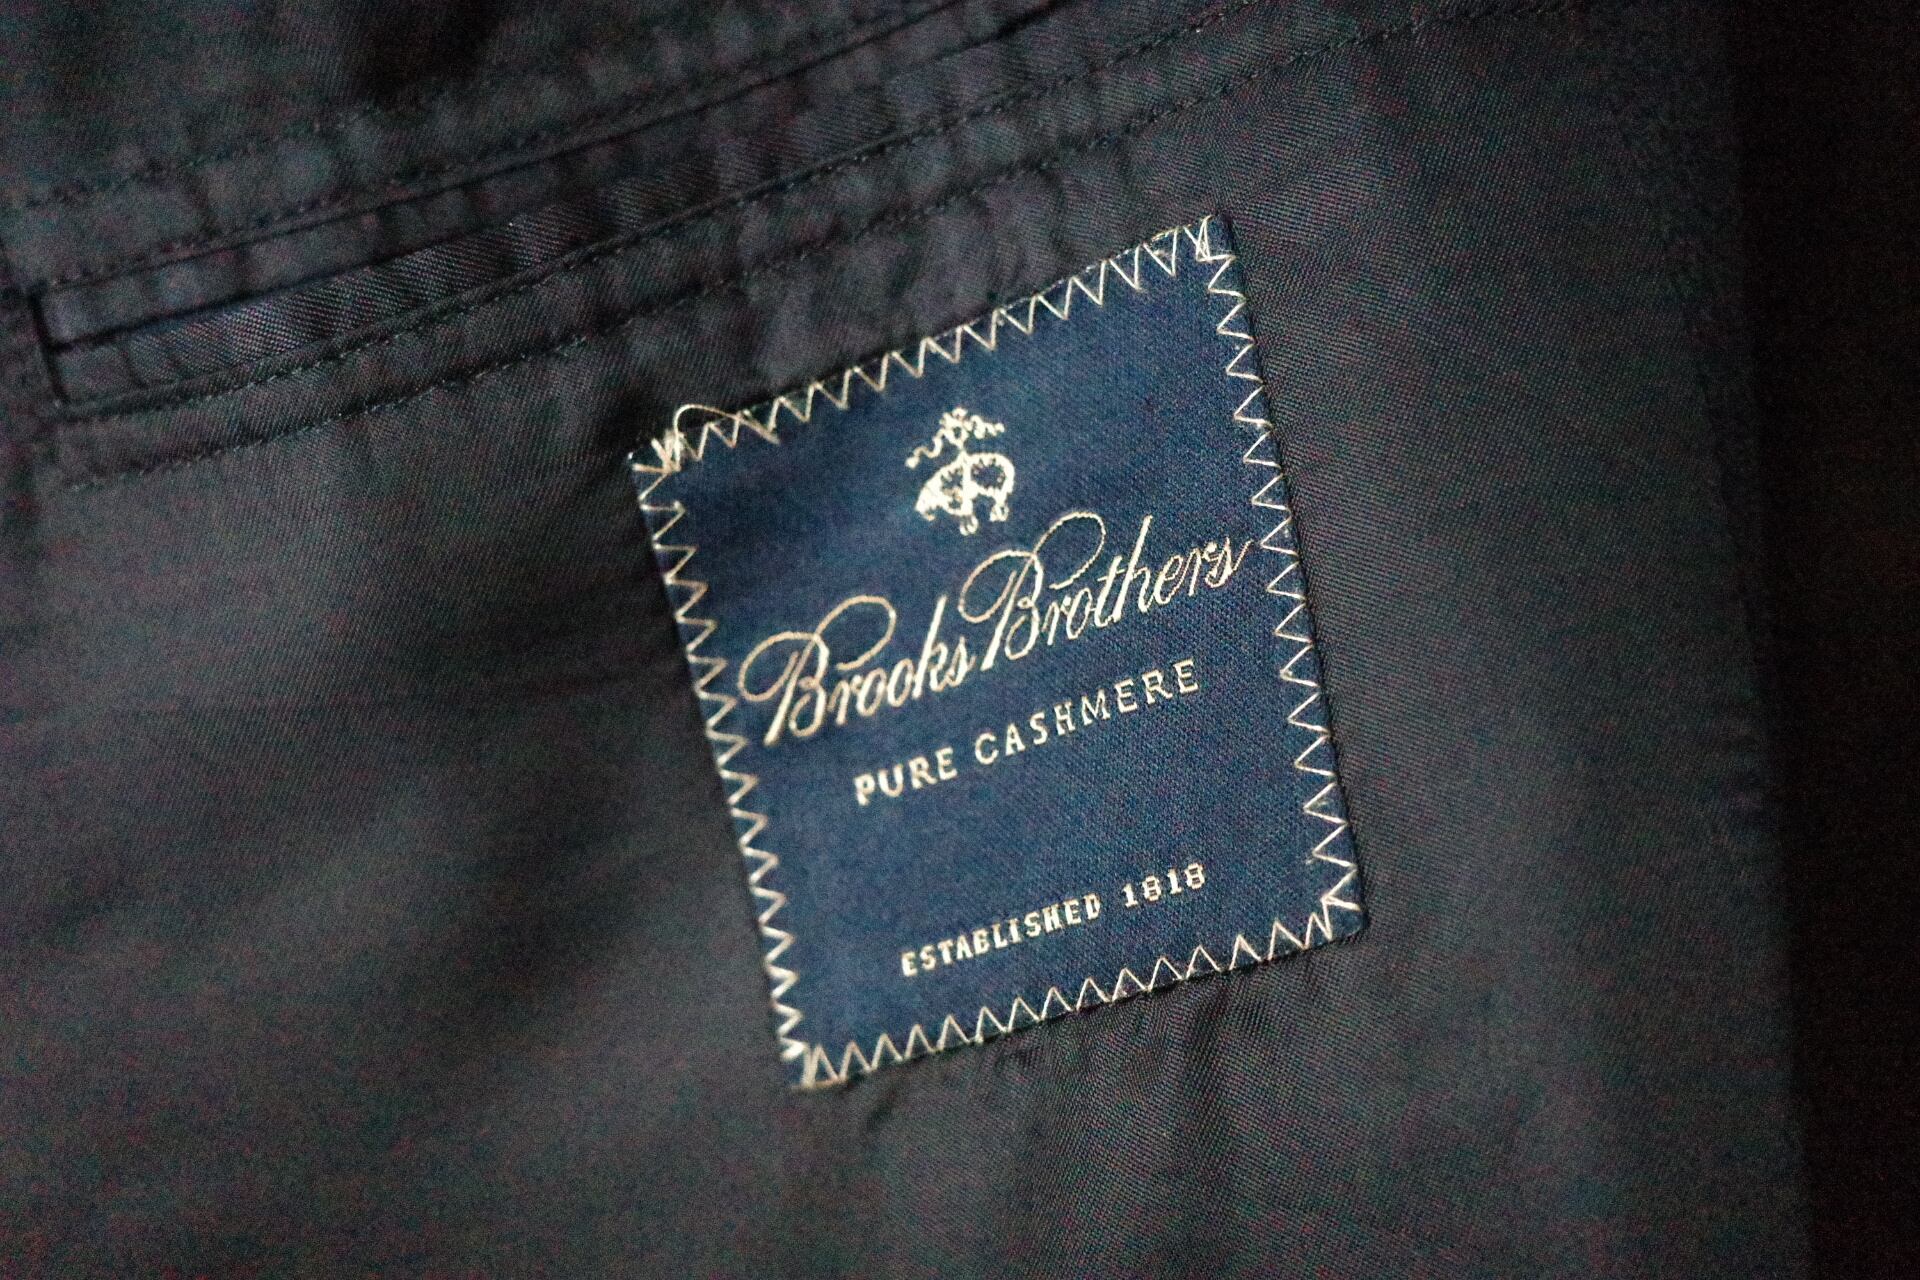 Brooks Brothers
PURE CASHMERE
ESTABLISHED 1818